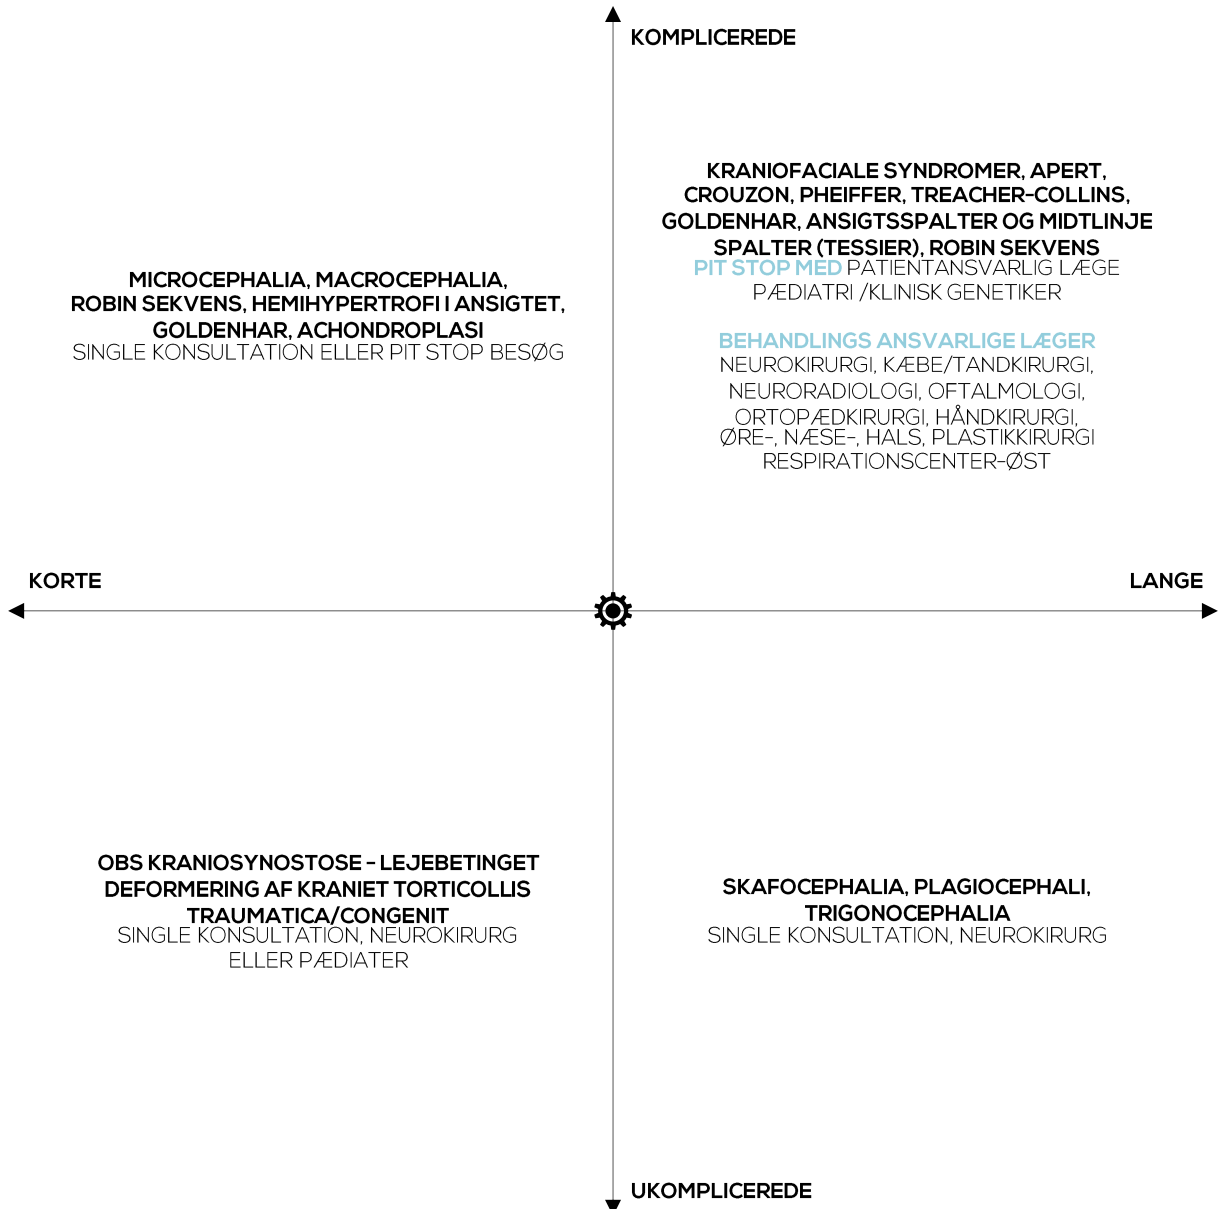 KOMPLICEREDE
KRANIOFACIALE SYNDROMER, APERT,
CROUZON, PHEIFFER, TREACHER-COLLINS,
GOLDENHAR, ANSIGTSSPALTER OG MIDTLINJE
SPALTER (TESSIER), ROBIN SEKVENS
PIT STOP MED PATIENTANSVARLIG LÆGE
PÆDIATRI /KLINISK GENETIKER
BEHANDLINGS ANSVARLIGE LÆGER
NEUROKIRURGI, KÆBE/TANDKIRURGI,
NEURORADIOLOGI, OFTALMOLOGI,
ORTOPÆDKIRURGI, HÅNDKIRURGI,
ØRE-, NÆSE-, HALS, PLASTIKKIRURGI
RESPIRATIONSCENTER-ØST
MICROCEPHALIA, MACROCEPHALIA,
ROBIN SEKVENS, HEMIHYPERTROFI I ANSIGTET,
GOLDENHAR, ACHONDROPLASI
SINGLE KONSULTATION ELLER PIT STOP BESØG
KORTE
LANGE
OBS KRANIOSYNOSTOSE - LEJEBETINGET
DEFORMERING AF KRANIET TORTICOLLIS
TRAUMATICA/CONGENIT
SINGLE KONSULTATION, NEUROKIRURG
ELLER PÆDIATER
SKAFOCEPHALIA, PLAGIOCEPHALI,
TRIGONOCEPHALIA
SINGLE KONSULTATION, NEUROKIRURG
UKOMPLICEREDE